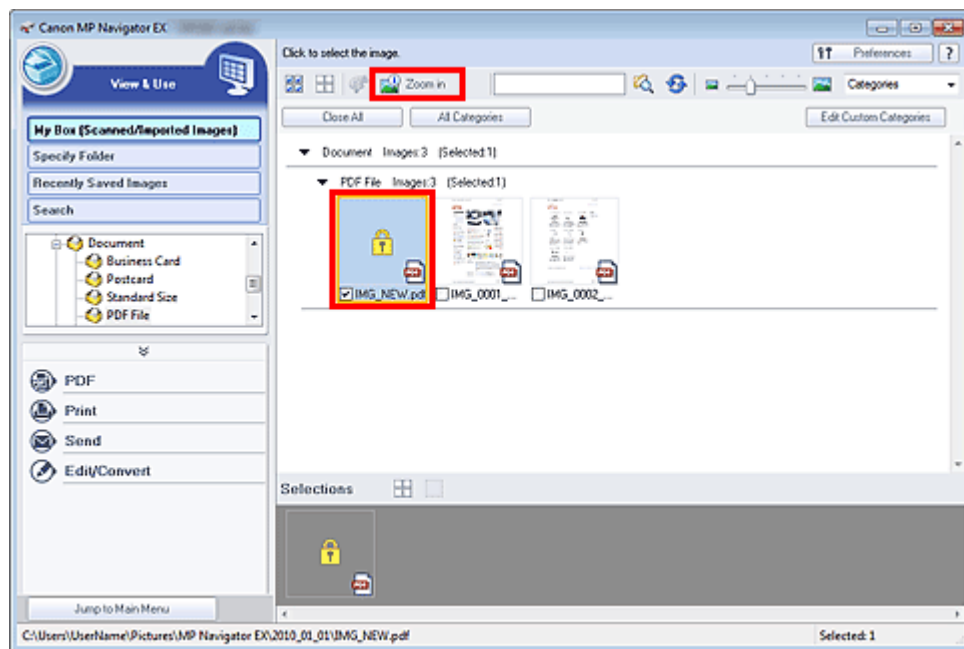 Canon MP Navigator EX
View & Use
My Box (Scanned/Imported Images)
Specify Folder
Recently Saved Images
Search
Document
Business Card
Postcard
Standard Size
PDF File
PDF
Print
Send
Edit/Convert
Jump to Main Menu
Click to select the image.
Preferences
?
Zoom in
Categories
Close All
All Categories
Edit Custom Categories
Document Images:3 (Selected:1)
PDF File Images:3 (Selected:1)
IMG_NEW.pdf
IMG_0001_...
IMG_0002_...
Selections
C:\Users\UserName\Pictures\MP Navigator EX\2010_01_01\IMG_NEW.pdf
Selected: 1